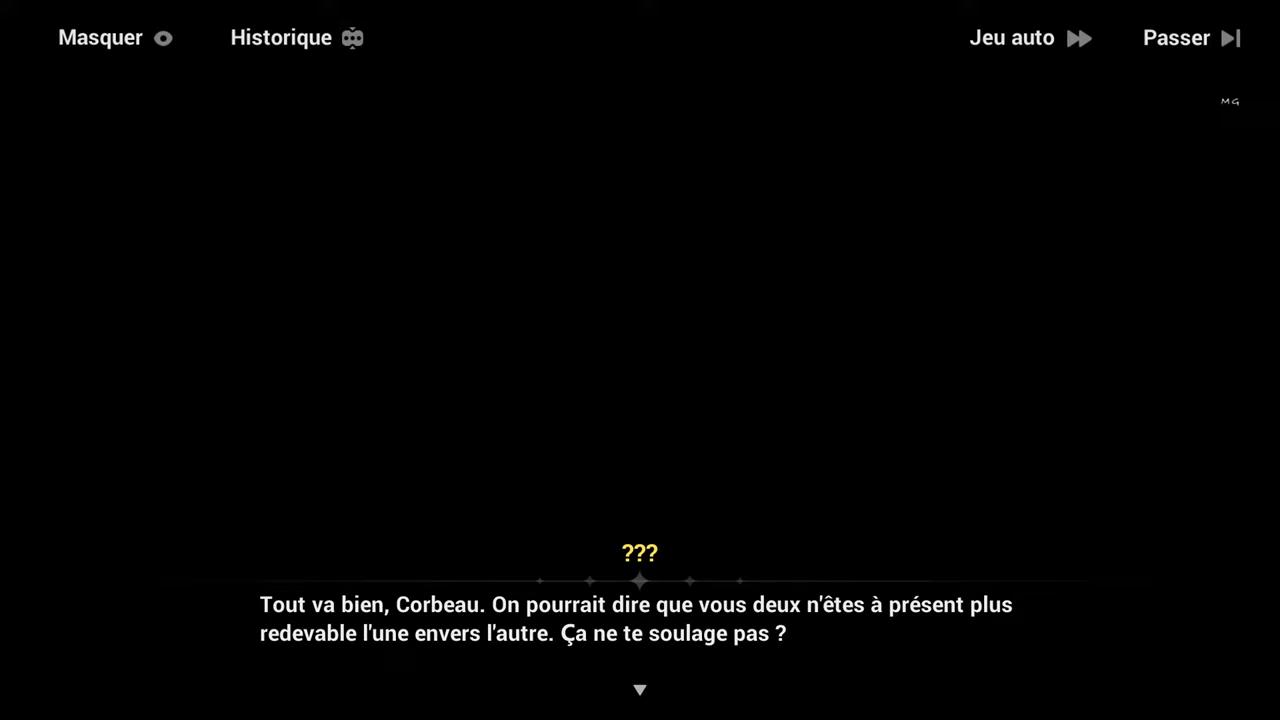 Masquer
Historique
Jeu auto
Passer
MG
???
Tout va bien, Corbeau. On pourrait dire que vous deux n'êtes à présent plus
redevable l'une envers l'autre. Ça ne te soulage pas ?